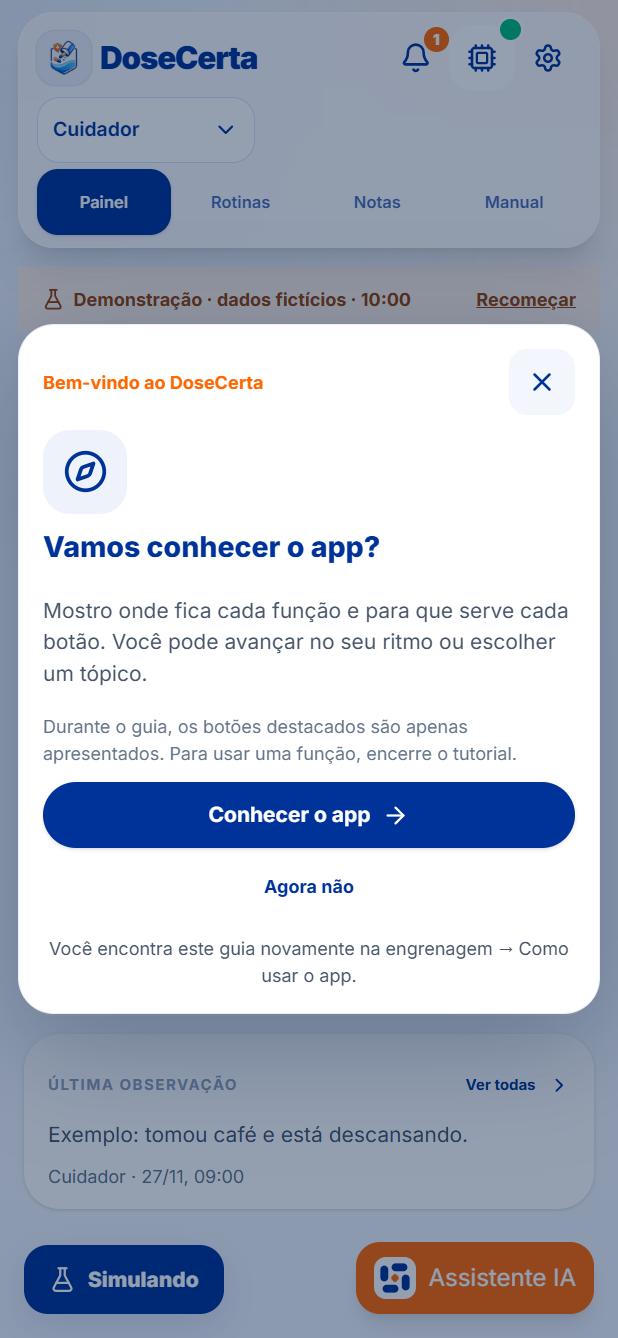 DoseCerta
1
Cuidador
Painel
Rotinas
Notas
Manual
Demonstração · dados fictícios · 10:00
Recomeçar
Bem-vindo ao DoseCerta
Vamos conhecer o app?
Mostro onde fica cada função e para que serve cada
botão. Você pode avançar no seu ritmo ou escolher
um tópico.
Durante o guia, os botões destacados são apenas
apresentados. Para usar uma função, encerre o tutorial.
Conhecer o app →
Agora não
Você encontra este guia novamente na engrenagem → Como
usar o app.
ÚLTIMA OBSERVAÇÃO
Ver todas
Exemplo: tomou café e está descansando.
Cuidador · 27/11, 09:00
Simulando
Assistente IA